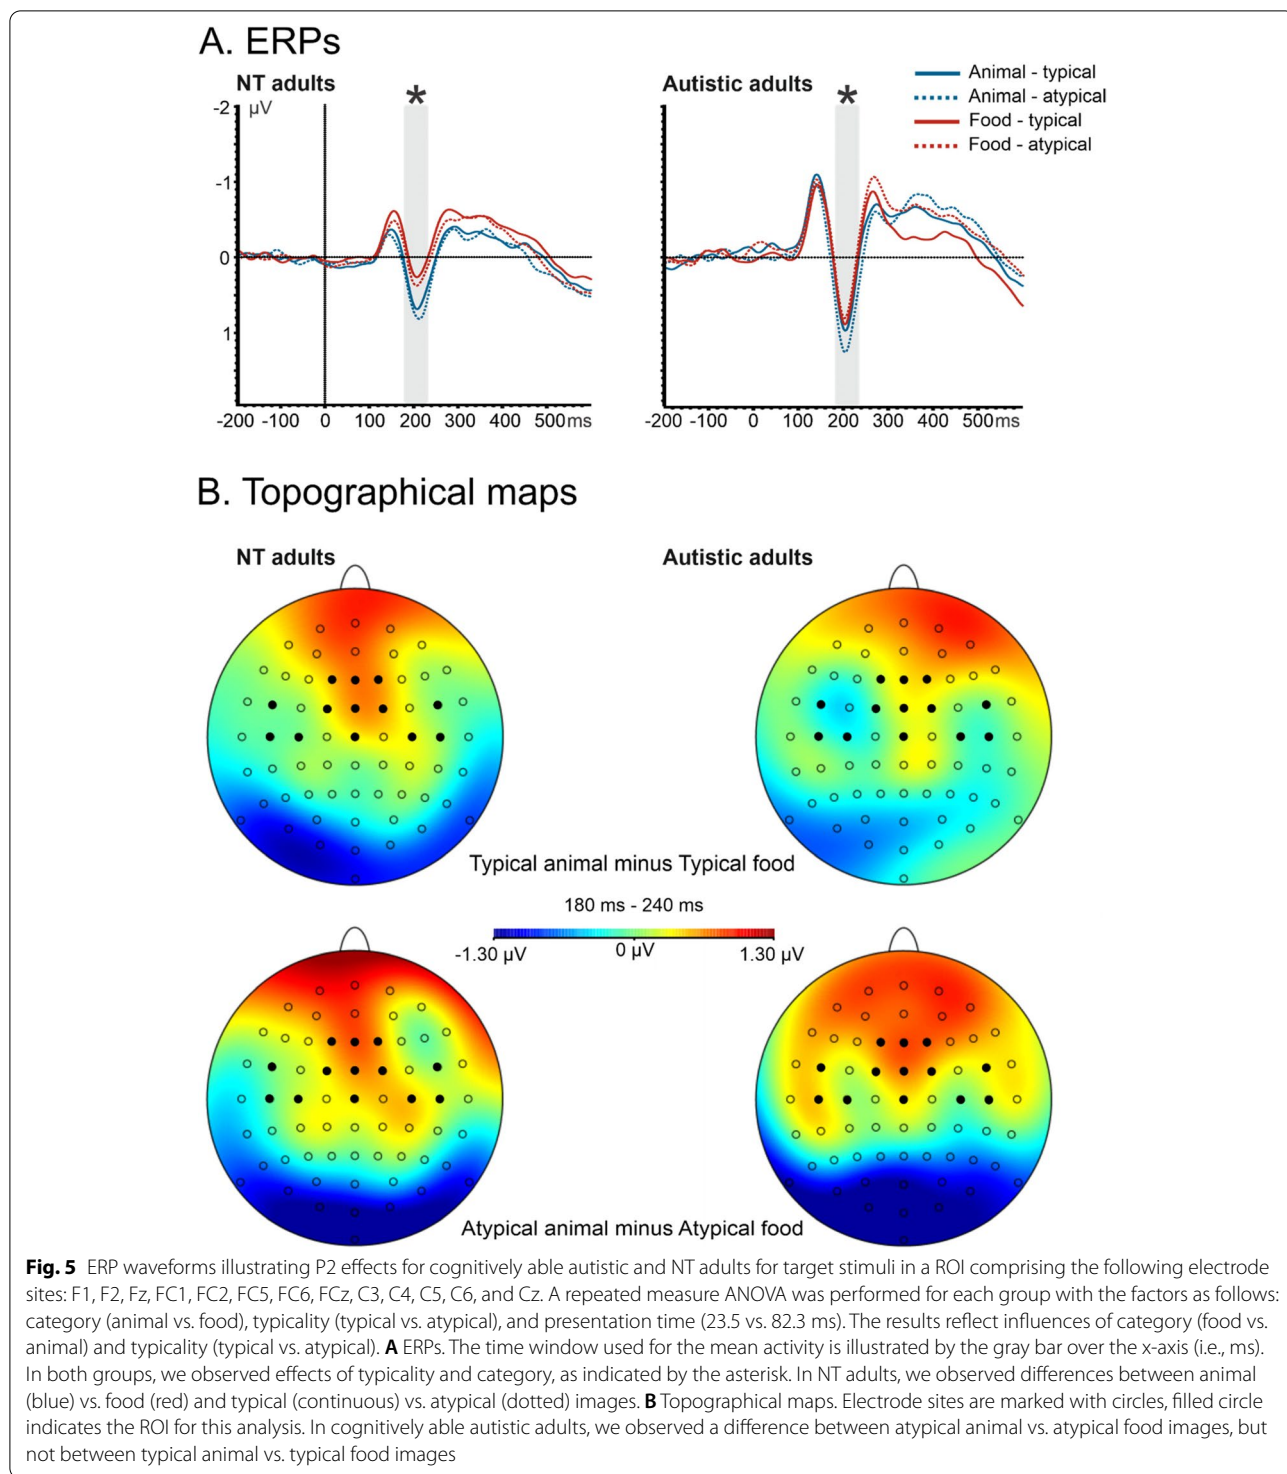 A. ERPs
NT adults
Autistic adults
Animal - typical
Animal - atypical
Food - typical
Food - atypical
*
*
-2
µV
-1
0
1
-200 -100 0 100 200 300 400 500 ms
-200 -100 0 100 200 300 400 500 ms
B. Topographical maps
NT adults
Autistic adults
Typical animal minus Typical food
180 ms - 240 ms
-1.30 µV 0 µV 1.30 µV
Atypical animal minus Atypical food
Fig. 5 ERP waveforms illustrating P2 effects for cognitively able autistic and NT adults for target stimuli in a ROI comprising the following electrode
sites: F1, F2, Fz, FC1, FC2, FC5, FC6, FCz, C3, C4, C5, C6, and Cz. A repeated measure ANOVA was performed for each group with the factors as follows:
category (animal vs. food), typicality (typical vs. atypical), and presentation time (23.5 vs. 82.3 ms). The results reflect influences of category (food vs.
animal) and typicality (typical vs. atypical). A ERPs. The time window used for the mean activity is illustrated by the gray bar over the x-axis (i.e., ms).
In both groups, we observed effects of typicality and category, as indicated by the asterisk. In NT adults, we observed differences between animal
(blue) vs. food (red) and typical (continuous) vs. atypical (dotted) images. B Topographical maps. Electrode sites are marked with circles, filled circle
indicates the ROI for this analysis. In cognitively able autistic adults, we observed a difference between atypical animal vs. atypical food images, but
not between typical animal vs. typical food images